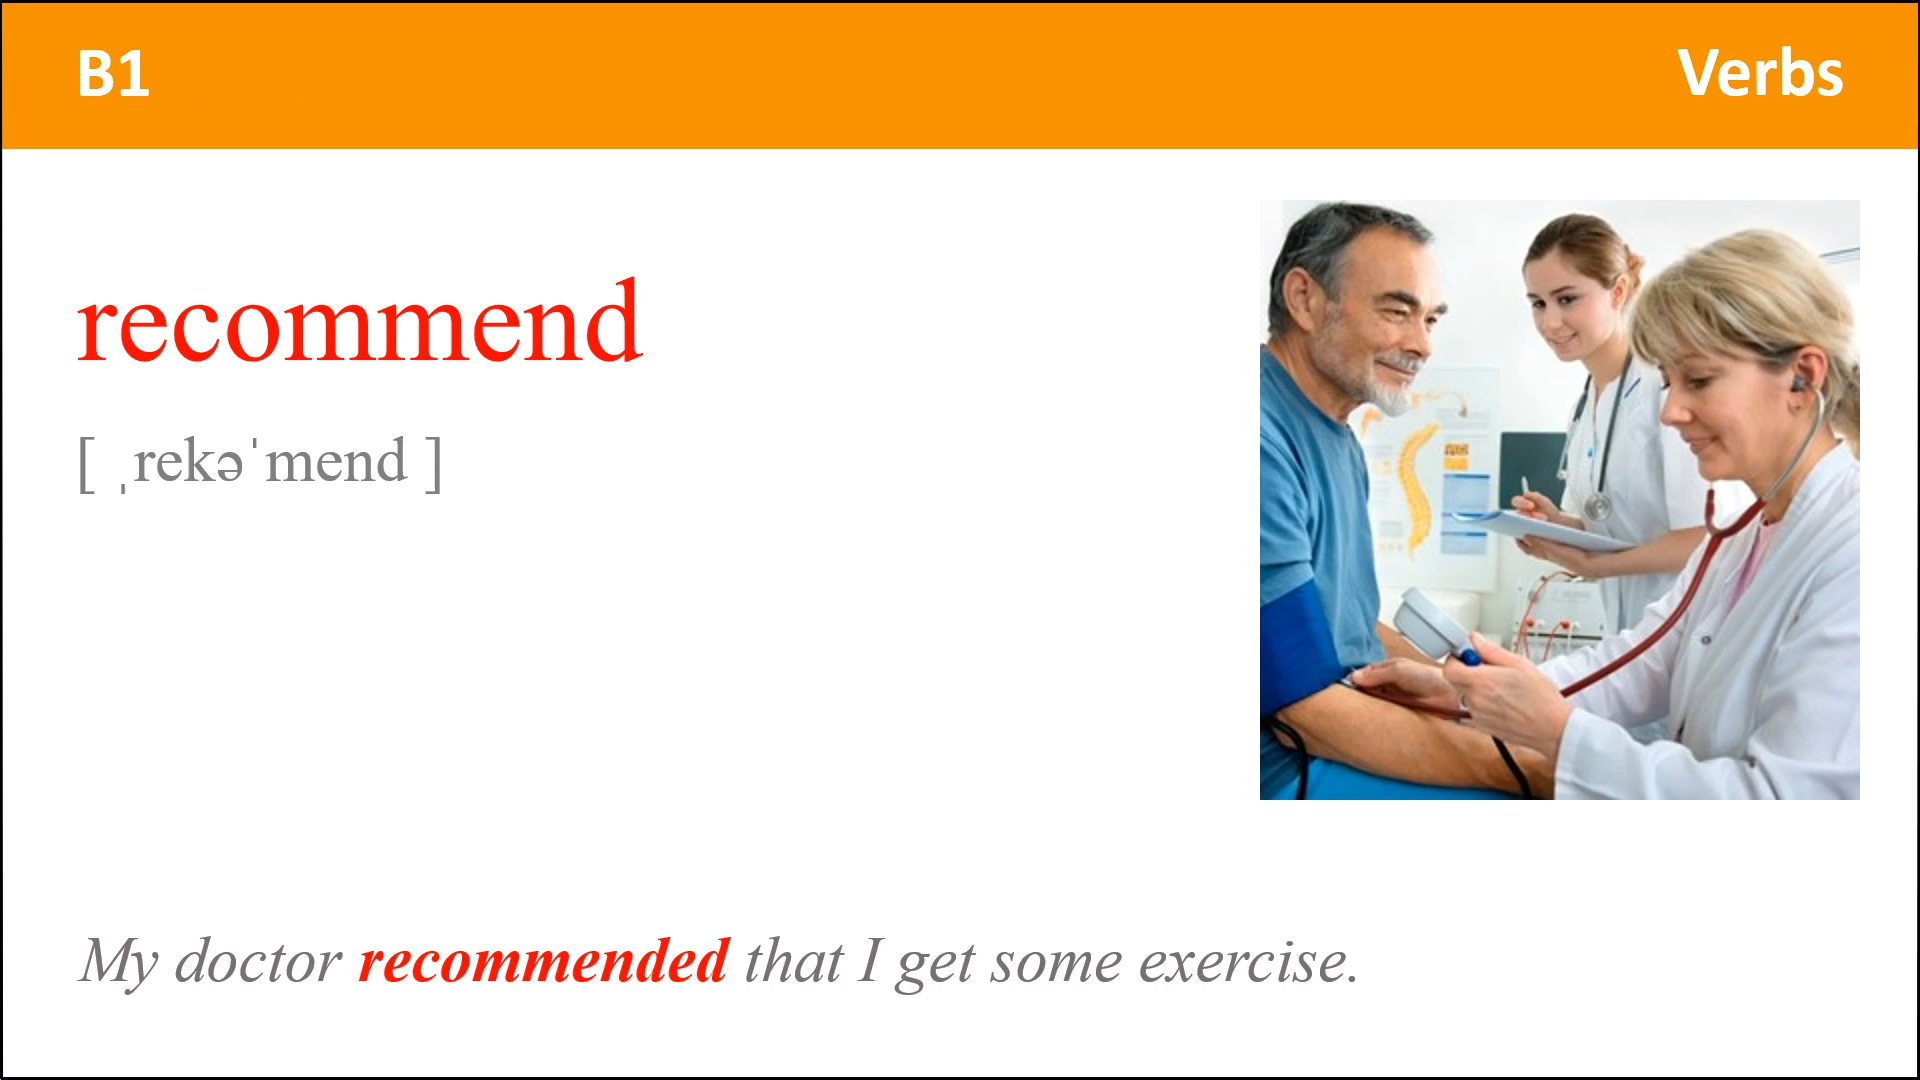 B1
Verbs
recommend
[ ˌrekəˈmend ]
My doctor recommended that I get some exercise.